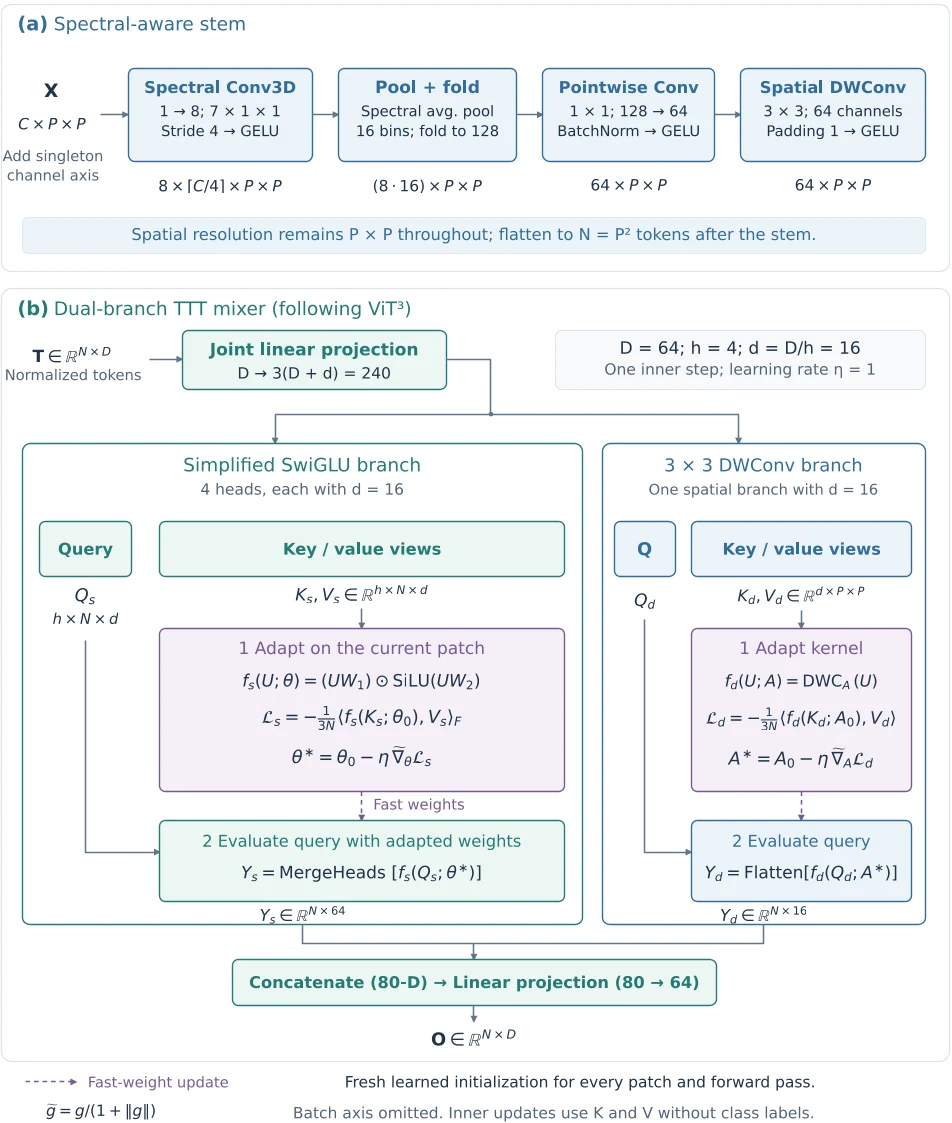 (a) Spectral-aware stem
X
C × P × P
Add singleton
channel axis
Spectral Conv3D
1 → 8; 7 × 1 × 1
Stride 4 → GELU
8 × ⌈C/4⌉ × P × P
Pool + fold
Spectral avg. pool
16 bins; fold to 128
(8 · 16) × P × P
Pointwise Conv
1 × 1; 128 → 64
BatchNorm → GELU
64 × P × P
Spatial DWConv
3 × 3; 64 channels
Padding 1 → GELU
64 × P × P
Spatial resolution remains P × P throughout; flatten to N = P² tokens after the stem.
(b) Dual-branch TTT mixer (following ViT³)
T ∈ ℝ^{N × D}
Normalized tokens
Joint linear projection
D → 3(D + d) = 240
D = 64; h = 4; d = D/h = 16
One inner step; learning rate η = 1
Simplified SwiGLU branch
4 heads, each with d = 16
Query
Q_s
h × N × d
Key / value views
K_s, V_s ∈ ℝ^{h × N × d}
1 Adapt on the current patch
f_s(U; θ) = (UW_1) ⊙ SiLU(UW_2)
ℒ_s = −1/3N ⟨f_s(K_s; θ_0), V_s⟩_F
θ* = θ_0 − η ∇̃_θ ℒ_s
Fast weights
2 Evaluate query with adapted weights
Y_s = MergeHeads [f_s(Q_s; θ*)]
Y_s ∈ ℝ^{N × 64}
3 × 3 DWConv branch
One spatial branch with d = 16
Q
Q_d
Key / value views
K_d, V_d ∈ ℝ^{d × P × P}
1 Adapt kernel
f_d(U; A) = DWC_A (U)
ℒ_d = −1/3N ⟨f_d(K_d; A_0), V_d⟩
A* = A_0 − η ∇̃_A ℒ_d
2 Evaluate query
Y_d = Flatten[f_d(Q_d; A*)]
Y_d ∈ ℝ^{N × 16}
Concatenate (80-D) → Linear projection (80 → 64)
O ∈ ℝ^{N × D}
Fast-weight update
Fresh learned initialization for every patch and forward pass.
g̃ = g/(1 + ‖g‖)
Batch axis omitted. Inner updates use K and V without class labels.